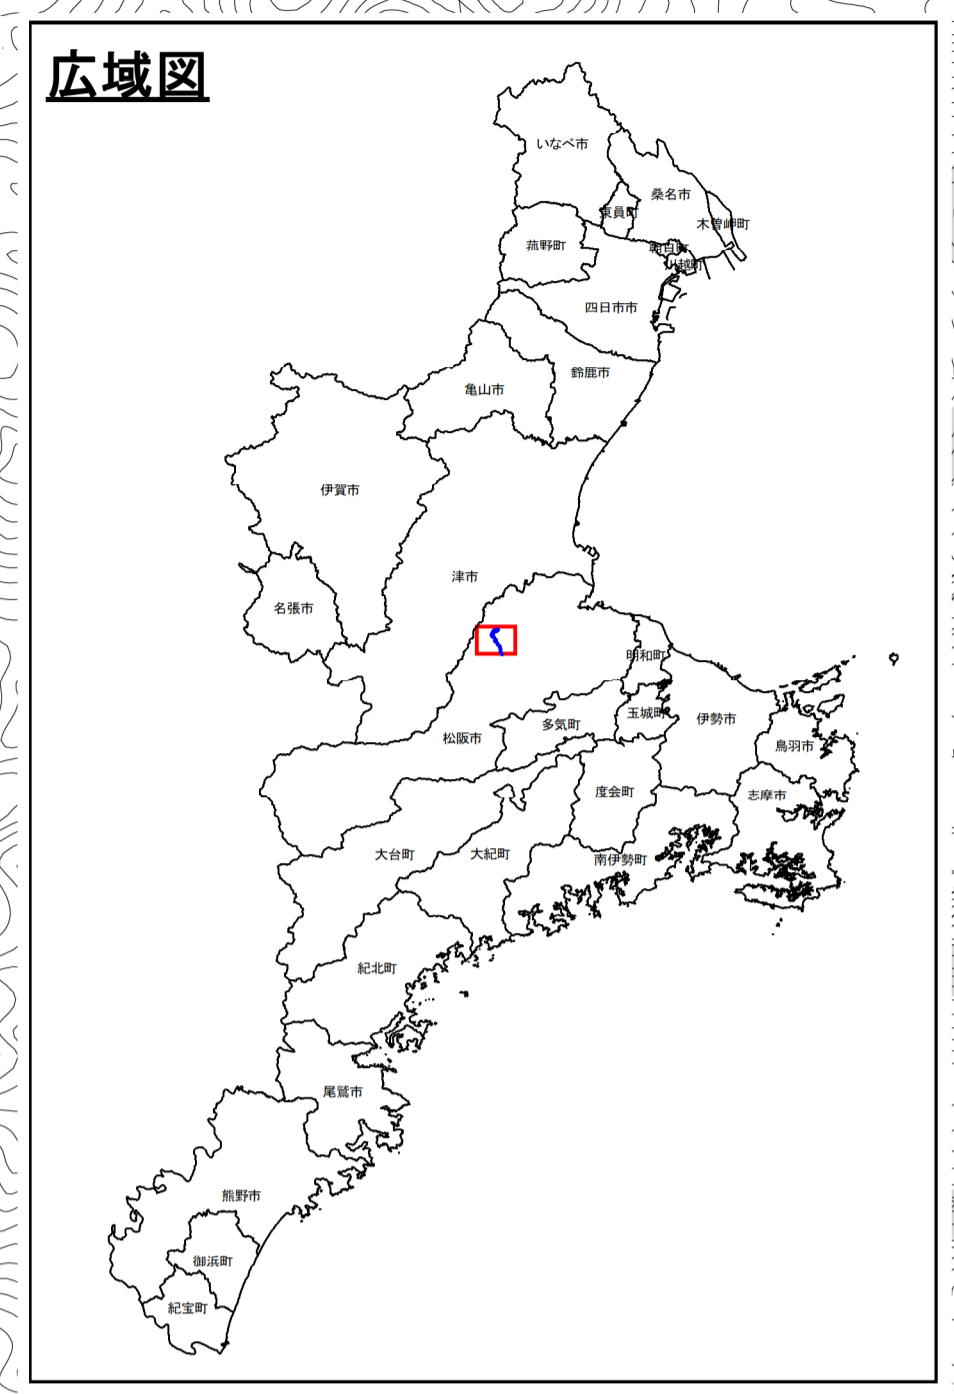 広域図
いなべ市
桑名市
東員町
木曽岬町
菰野町
朝日町
川越町
四日市市
鈴鹿市
亀山市
伊賀市
津市
名張市
明和町
玉城町
伊勢市
多気町
松阪市
鳥羽市
度会町
志摩市
大台町
大紀町
南伊勢町
紀北町
尾鷲市
熊野市
御浜町
紀宝町